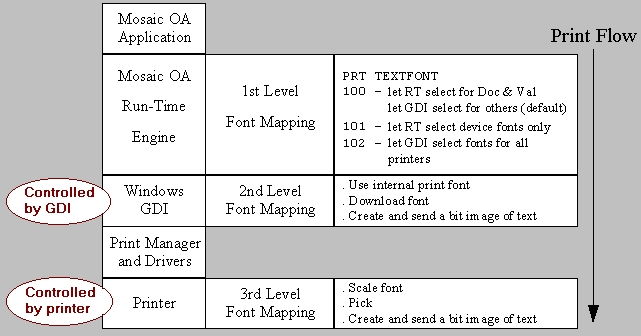 Mosaic OA
Application
Print Flow
Mosaic OA
Run-Time
Engine
1st Level
Font Mapping
PRT TEXTFONT
100 - let RT select for Doc & Val
let GDI select for others (default)
101 - let RT select device fonts only
102 - let GDI select fonts for all
printers
Controlled
by GDI
Windows
GDI
2nd Level
Font Mapping
. Use internal print font
. Download font
. Create and send a bit image of text
Print Manager
and Drivers
Controlled
by printer
Printer
3rd Level
Font Mapping
. Scale font
. Pick
. Create and send a bit image of text